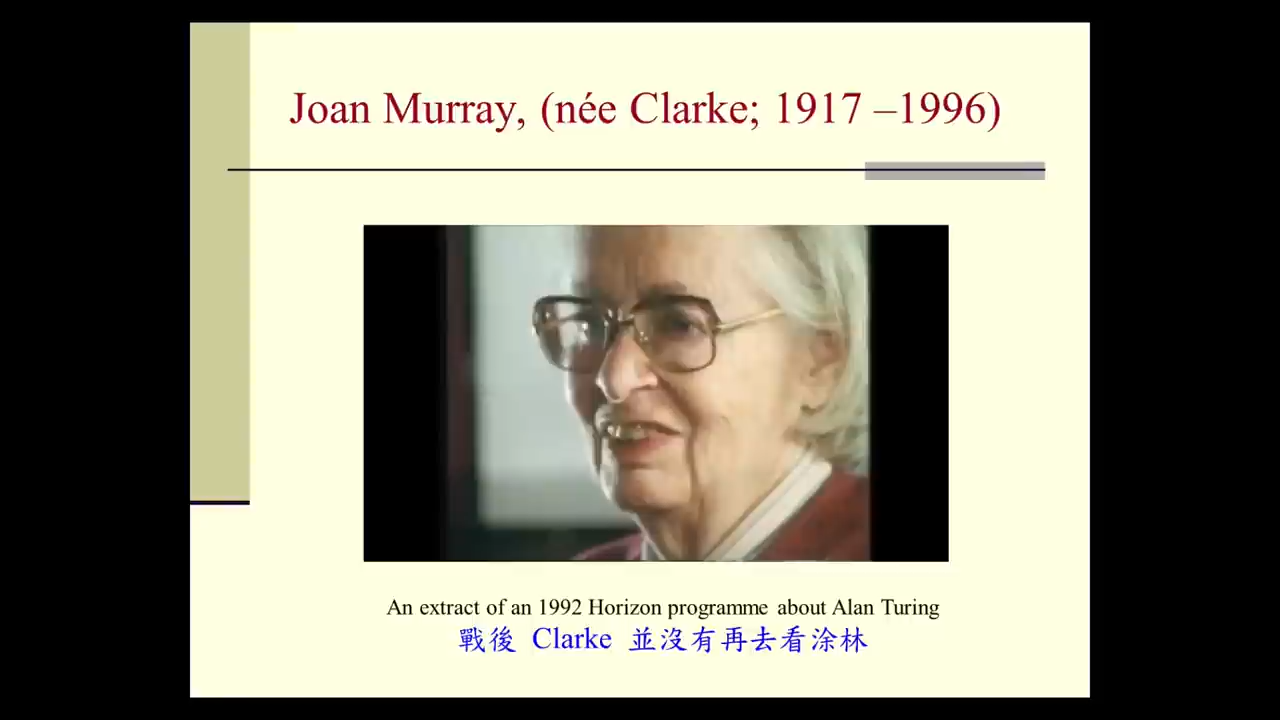 Joan Murray, (née Clarke; 1917 –1996)
An extract of an 1992 Horizon programme about Alan Turing
戰後 Clarke 並沒有再去看涂林